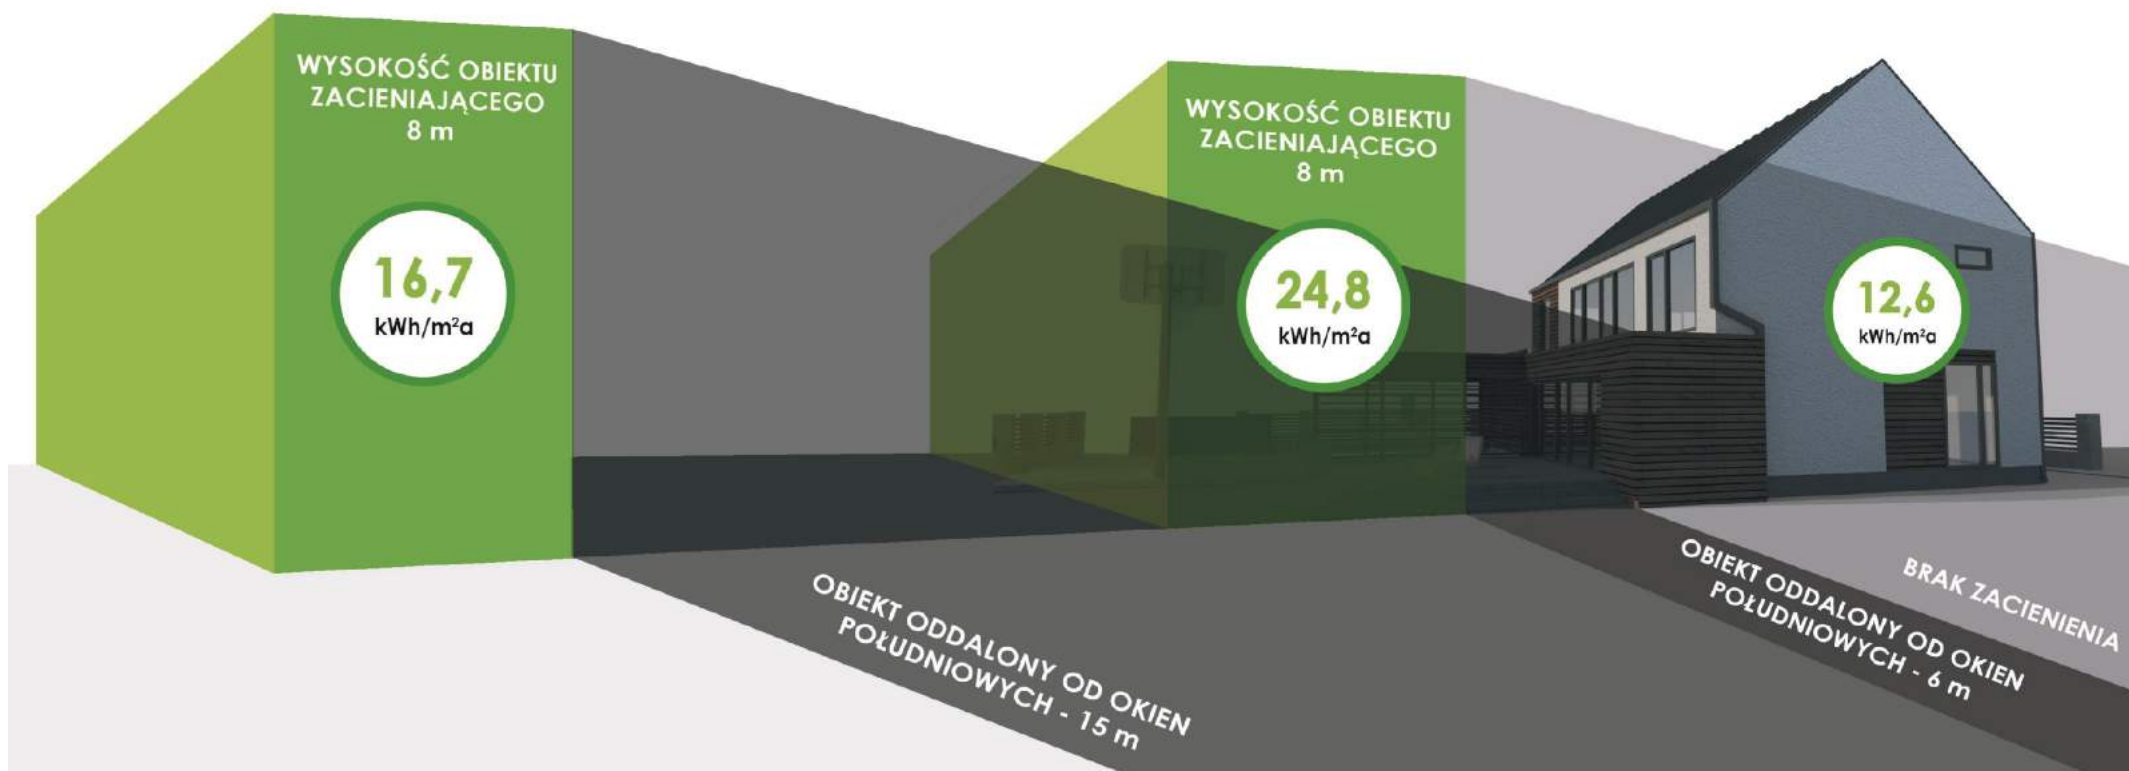 WYSOKOŚĆ OBIEKTU
ZACIENIAJĄCEGO
8 m
16,7
kWh/m²a
WYSOKOŚĆ OBIEKTU
ZACIENIAJĄCEGO
8 m
24,8
kWh/m²a
12,6
kWh/m²a
OBIEKT ODDALONY OD OKIEN
POŁUDNIOWYCH - 15 m
OBIEKT ODDALONY OD OKIEN
POŁUDNIOWYCH - 6 m
BRAK ZACIENIENIA